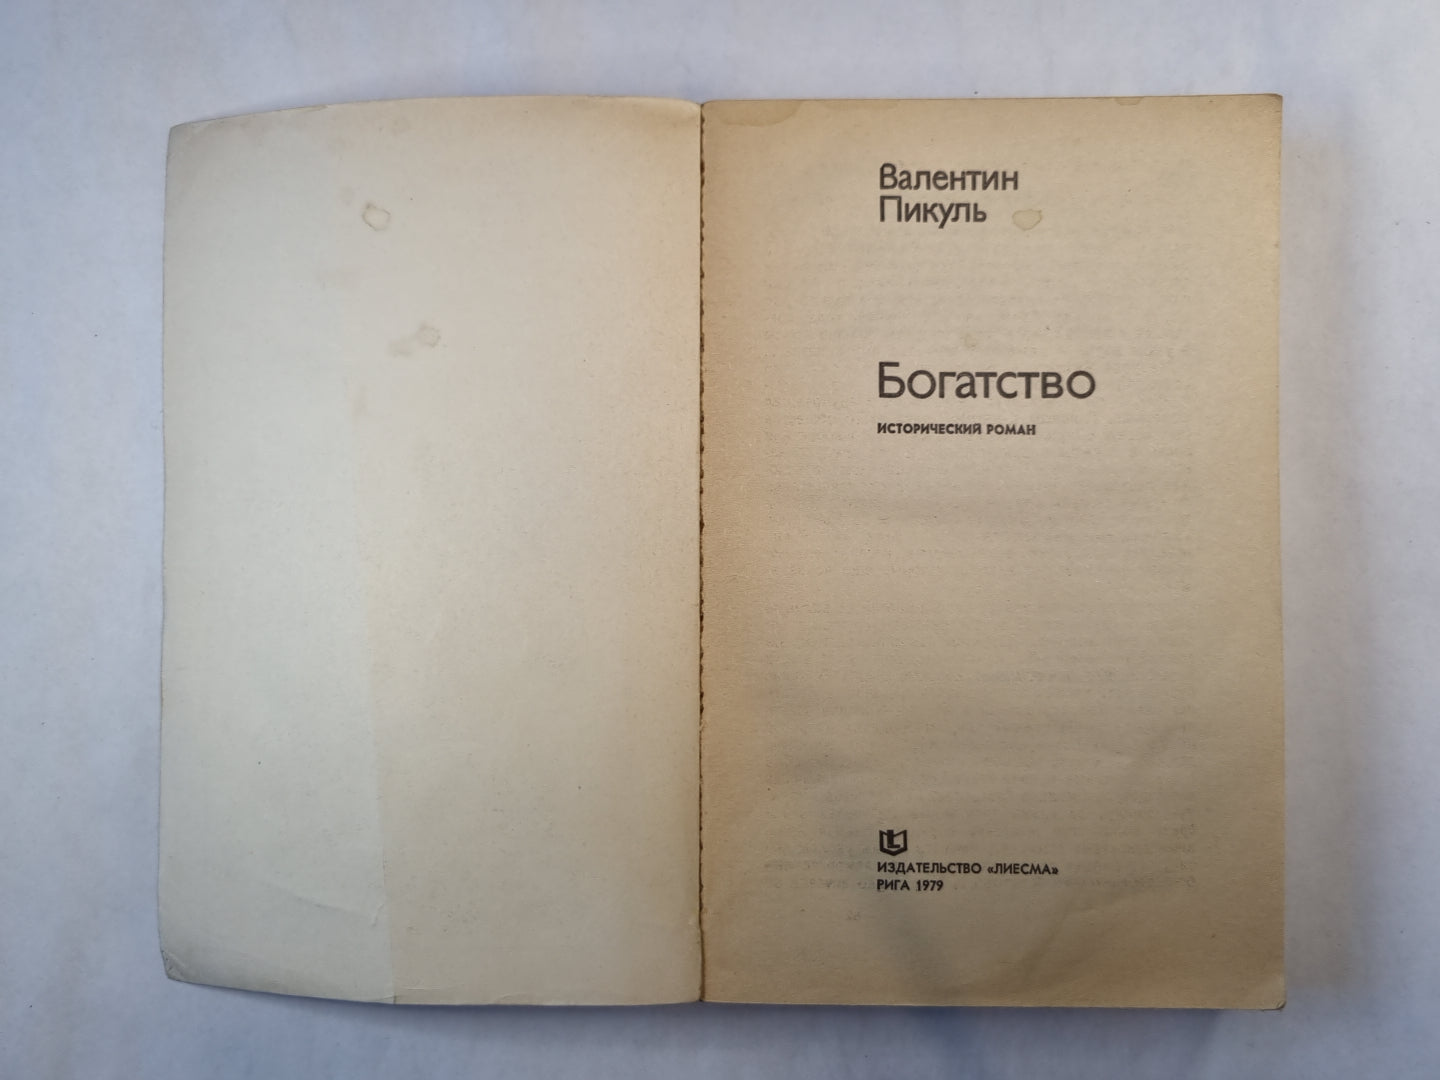 Валентин
Пикуль
Богатство
ИСТОРИЧЕСКИЙ РОМАН
ИЗДАТЕЛЬСТВО «ЛИЕСМА»
РИГА 1979